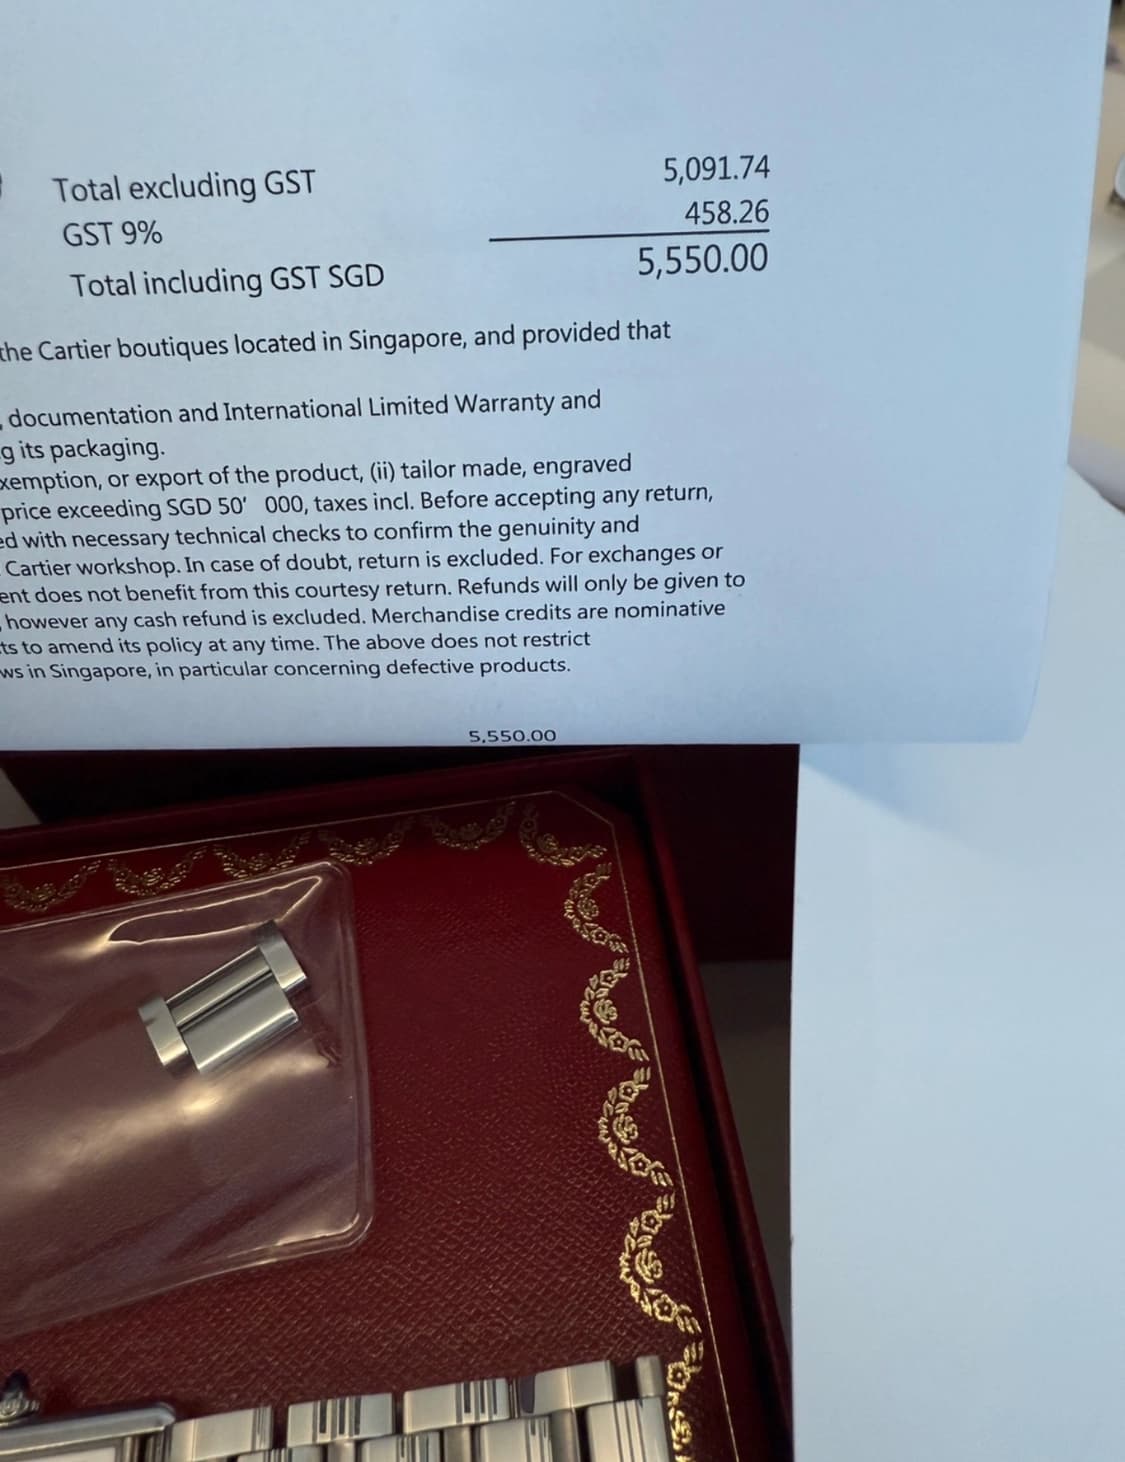 Total excluding GST 5,091.74
GST 9% 458.26
Total including GST SGD 5,550.00
the Cartier boutiques located in Singapore, and provided that
documentation and International Limited Warranty and
its packaging.
or export of the product, (ii) tailor made, engraved
price exceeding SGD 50' 000, taxes incl. Before accepting any return,
with necessary technical checks to confirm the genuinity and
Cartier workshop. In case of doubt, return is excluded. For exchanges or
does not benefit from this courtesy return. Refunds will only be given to
however any cash refund is excluded. Merchandise credits are nominative
to amend its policy at any time. The above does not restrict
in Singapore, in particular concerning defective products.
5,550.00